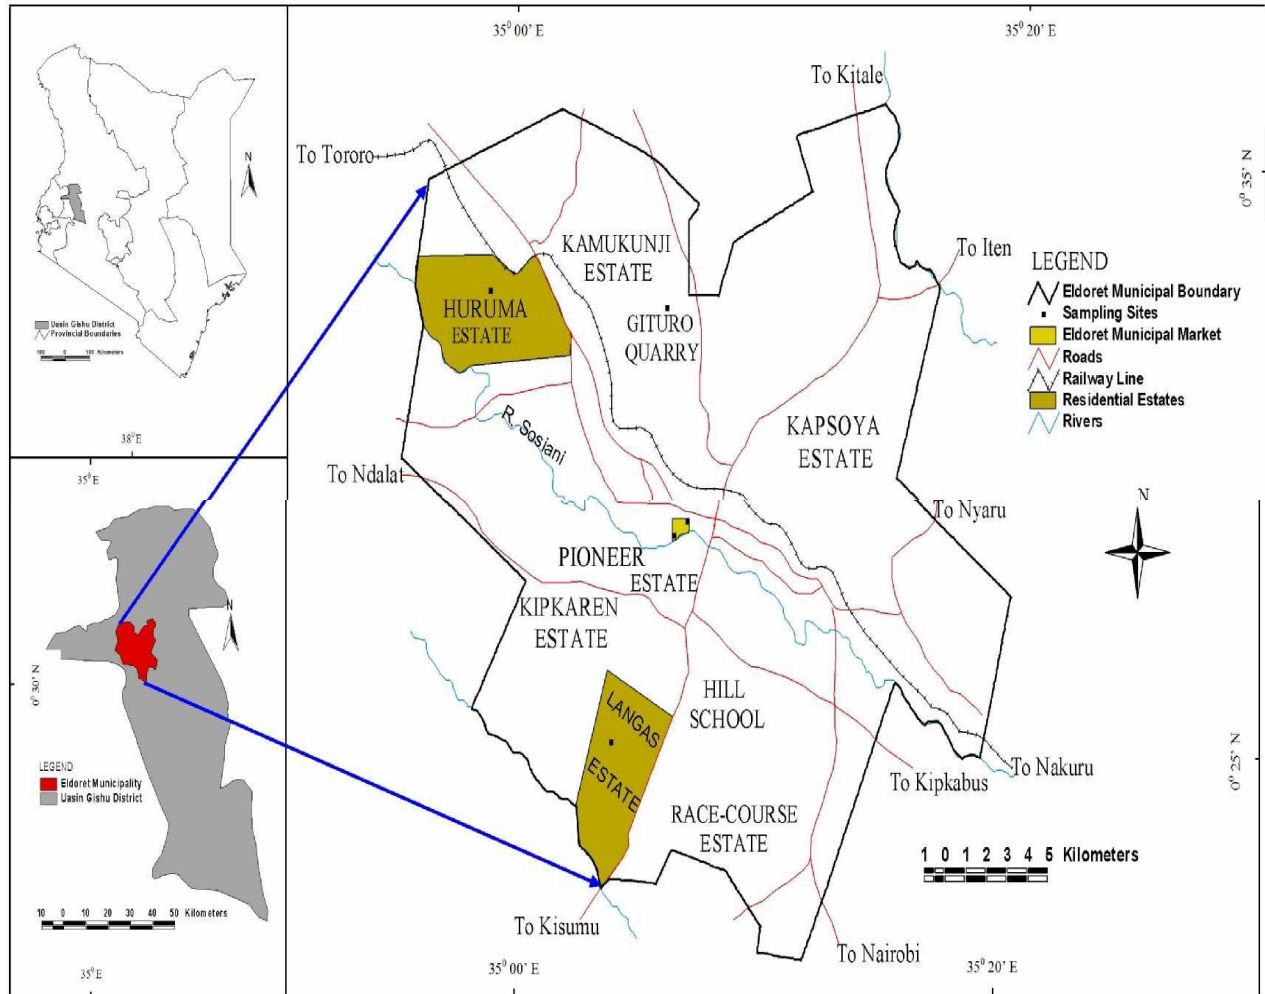 N
Uasin Gishu District
Provincial Boundaries
100 0 100 Kilometers
38°E
35°E
N
0° 30' N
LEGEND
Eldoret Municipality
Uasin Gishu District
10 0 10 20 30 40 50 Kilometers
35°E
35° 00' E
35° 20' E
To Kitale
To Tororo
0° 35' N
KAMUKUNJI
ESTATE
To Iten
HURUMA
ESTATE
GITURO
QUARRY
R. Sosiani
KAPSOYA
ESTATE
To Ndalat
To Nyaru
PIONEER
ESTATE
KIPKAREN
ESTATE
HILL
SCHOOL
LANGAS
ESTATE
To Kipkabus
To Nakuru
RACE-COURSE
ESTATE
To Kisumu
To Nairobi
LEGEND
Eldoret Municipal Boundary
Sampling Sites
Eldoret Municipal Market
Roads
Railway Line
Residential Estates
Rivers
N
0° 25' N
1 0 1 2 3 4 5 Kilometers
35° 00' E
35° 20' E